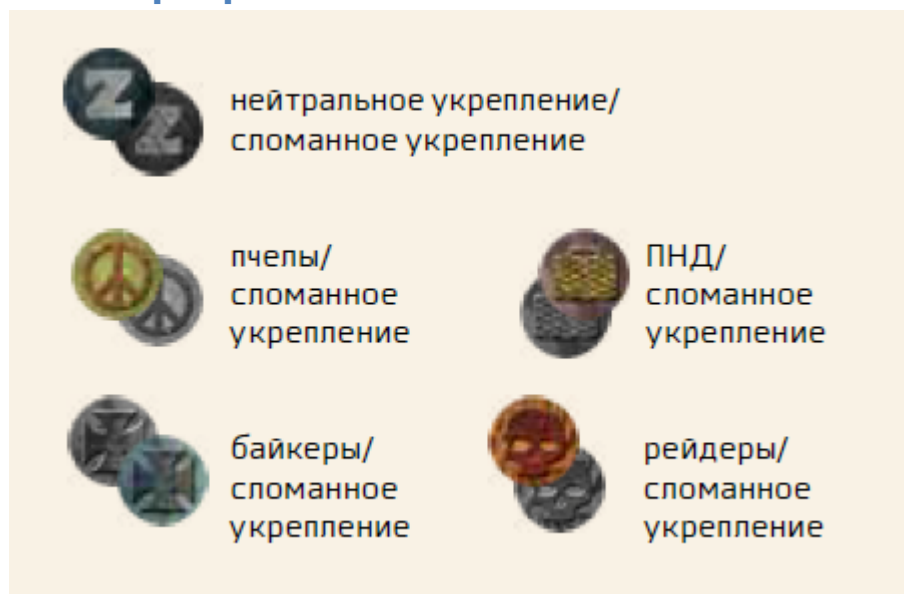 нейтральное укрепление/
сломанное укрепление
пчелы/
сломанное
укрепление
ПНД/
сломанное
укрепление
байкеры/
сломанное
укрепление
рейдеры/
сломанное
укрепление